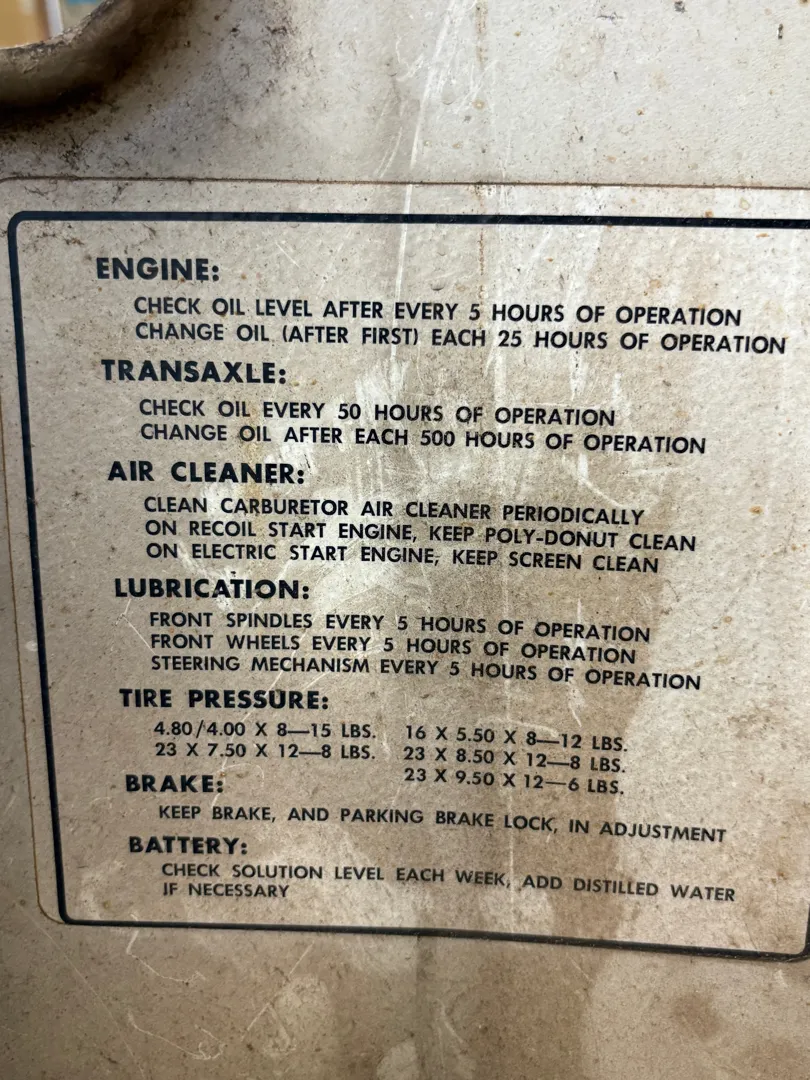 ENGINE:
CHECK OIL LEVEL AFTER EVERY 5 HOURS OF OPERATION
CHANGE OIL (AFTER FIRST) EACH 25 HOURS OF OPERATION
TRANSAXLE:
CHECK OIL EVERY 50 HOURS OF OPERATION
CHANGE OIL AFTER EACH 500 HOURS OF OPERATION
AIR CLEANER:
CLEAN CARBURETOR AIR CLEANER PERIODICALLY
ON RECOIL START ENGINE, KEEP POLY-DONUT CLEAN
ON ELECTRIC START ENGINE, KEEP SCREEN CLEAN
LUBRICATION:
FRONT SPINDLES EVERY 5 HOURS OF OPERATION
FRONT WHEELS EVERY 5 HOURS OF OPERATION
STEERING MECHANISM EVERY 5 HOURS OF OPERATION
TIRE PRESSURE:
4.80/4.00 X 8—15 LBS. 16 X 5.50 X 8—12 LBS.
23 X 7.50 X 12—8 LBS. 23 X 8.50 X 12—8 LBS.
23 X 9.50 X 12—6 LBS.
BRAKE:
KEEP BRAKE, AND PARKING BRAKE LOCK, IN ADJUSTMENT
BATTERY:
CHECK SOLUTION LEVEL EACH WEEK, ADD DISTILLED WATER
IF NECESSARY